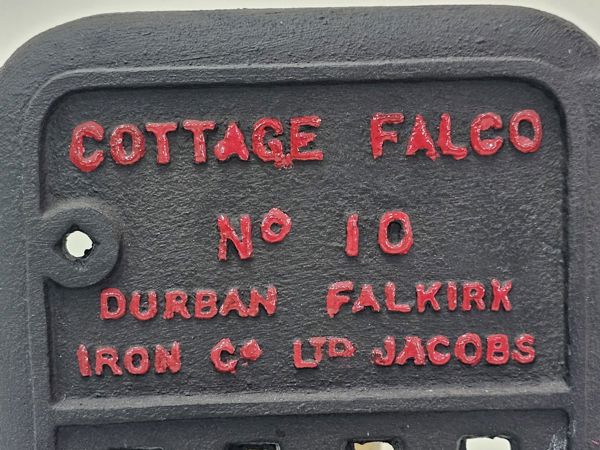 COTTAGE FALCO
Nº 10
DURBAN FALKIRK
IRON Cº LTD JACOBS